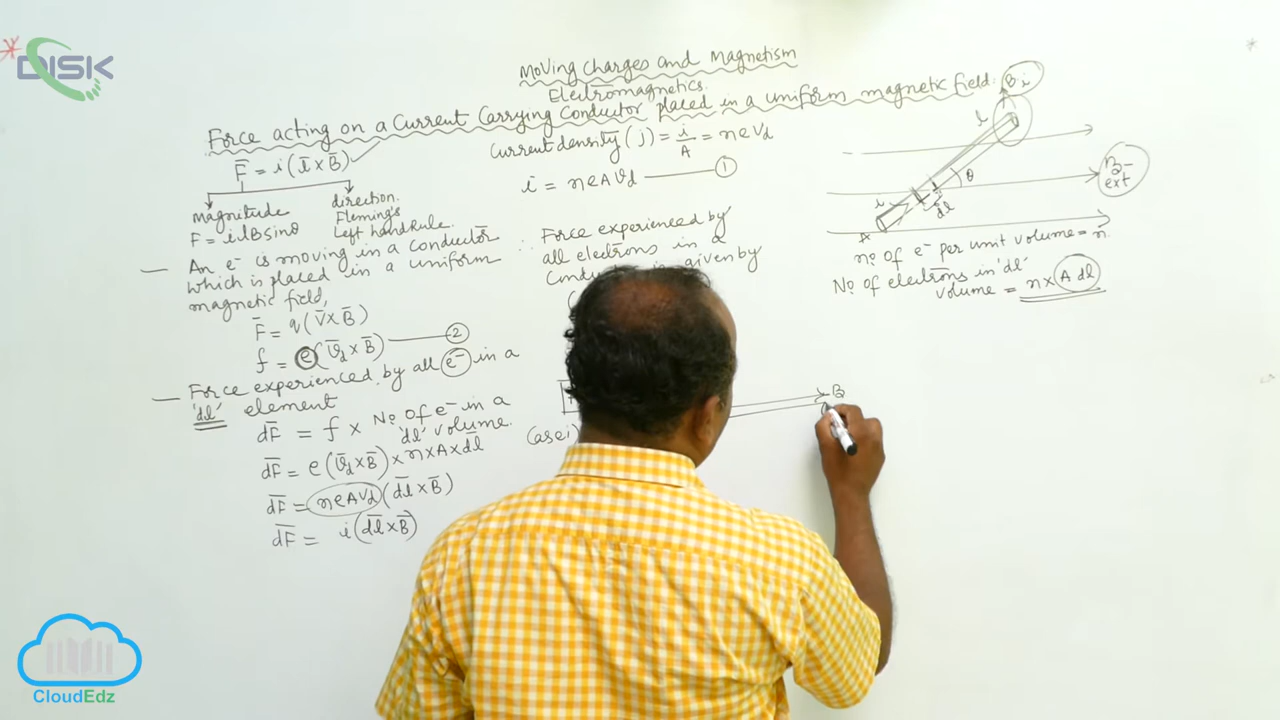 DISK
Moving charges and Magnetism
Electromagnetics
Force acting on a Current Carrying Conductor placed in a uniform magnetic field:
F̅ = i(l̅ × B̅)
magnitude
F = ilBsinθ
direction.
Fleming's
Left hand Rule.
— An e⁻ is moving in a conductor
which is placed in a uniform
magnetic field,
F̅ = q(V̅ × B̅)
f = e(V̅d × B̅) — ②
— Force experienced by all e⁻ in a
'dl' element
dF̅ = f × No. of e⁻ in a
'dl' volume.
dF̅ = e(V̅d × B̅) × n × A × dl̅
dF̅ = neAVd(dl̅ × B̅)
dF̅ = i(dl̅ × B̅)
Current density (j) = i/A = neVd
i = neAVd — ①
∴ Force experienced by
all electrons in a
is given by
(Case i)
B
B i
l
θ
B-
ext
i
dl
A
no. of e⁻ per unit volume = n.
No. of electrons in 'dl'
volume = n × A dl
CloudEdz